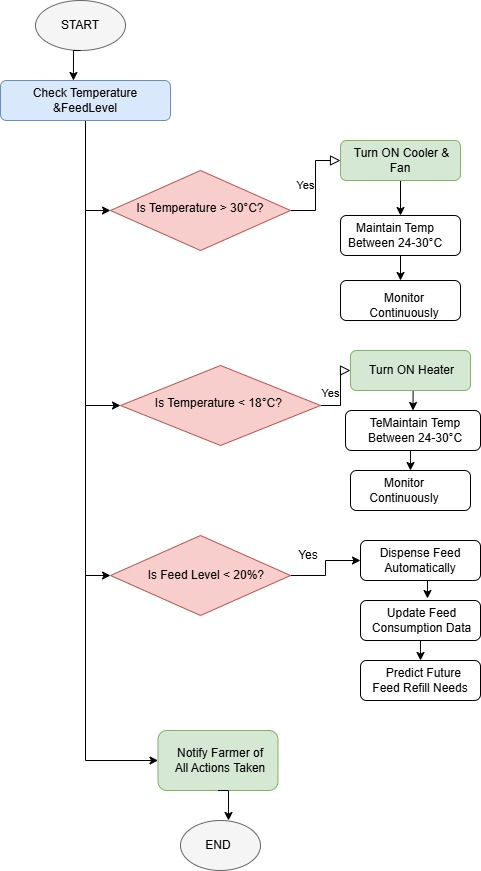 START
Check Temperature
&FeedLevel
Is Temperature > 30°C?
Yes
Turn ON Cooler &
Fan
Maintain Temp
Between 24-30°C
Monitor
Continuously
Is Temperature < 18°C?
Yes
Turn ON Heater
TeMaintain Temp
Between 24-30°C
Monitor
Continuously
Is Feed Level < 20%?
Yes
Dispense Feed
Automatically
Update Feed
Consumption Data
Predict Future
Feed Refill Needs
Notify Farmer of
All Actions Taken
END